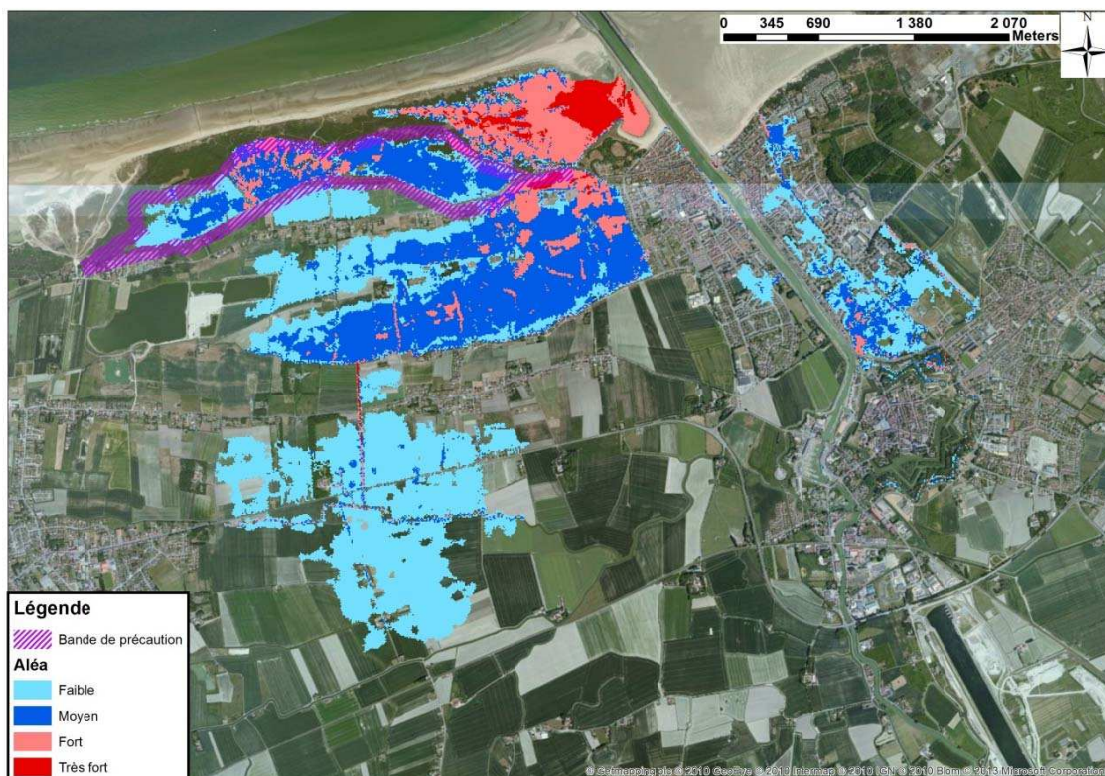 0 345 690 1 380 2 070
Meters
N
Légende
Bande de précaution
Aléa
Faible
Moyen
Fort
Très fort
© Getmapping plc © 2010 GeoEye © 2010 Intermap © 2010 IGN © 2010 Blom © 2013 Microsoft Corporation